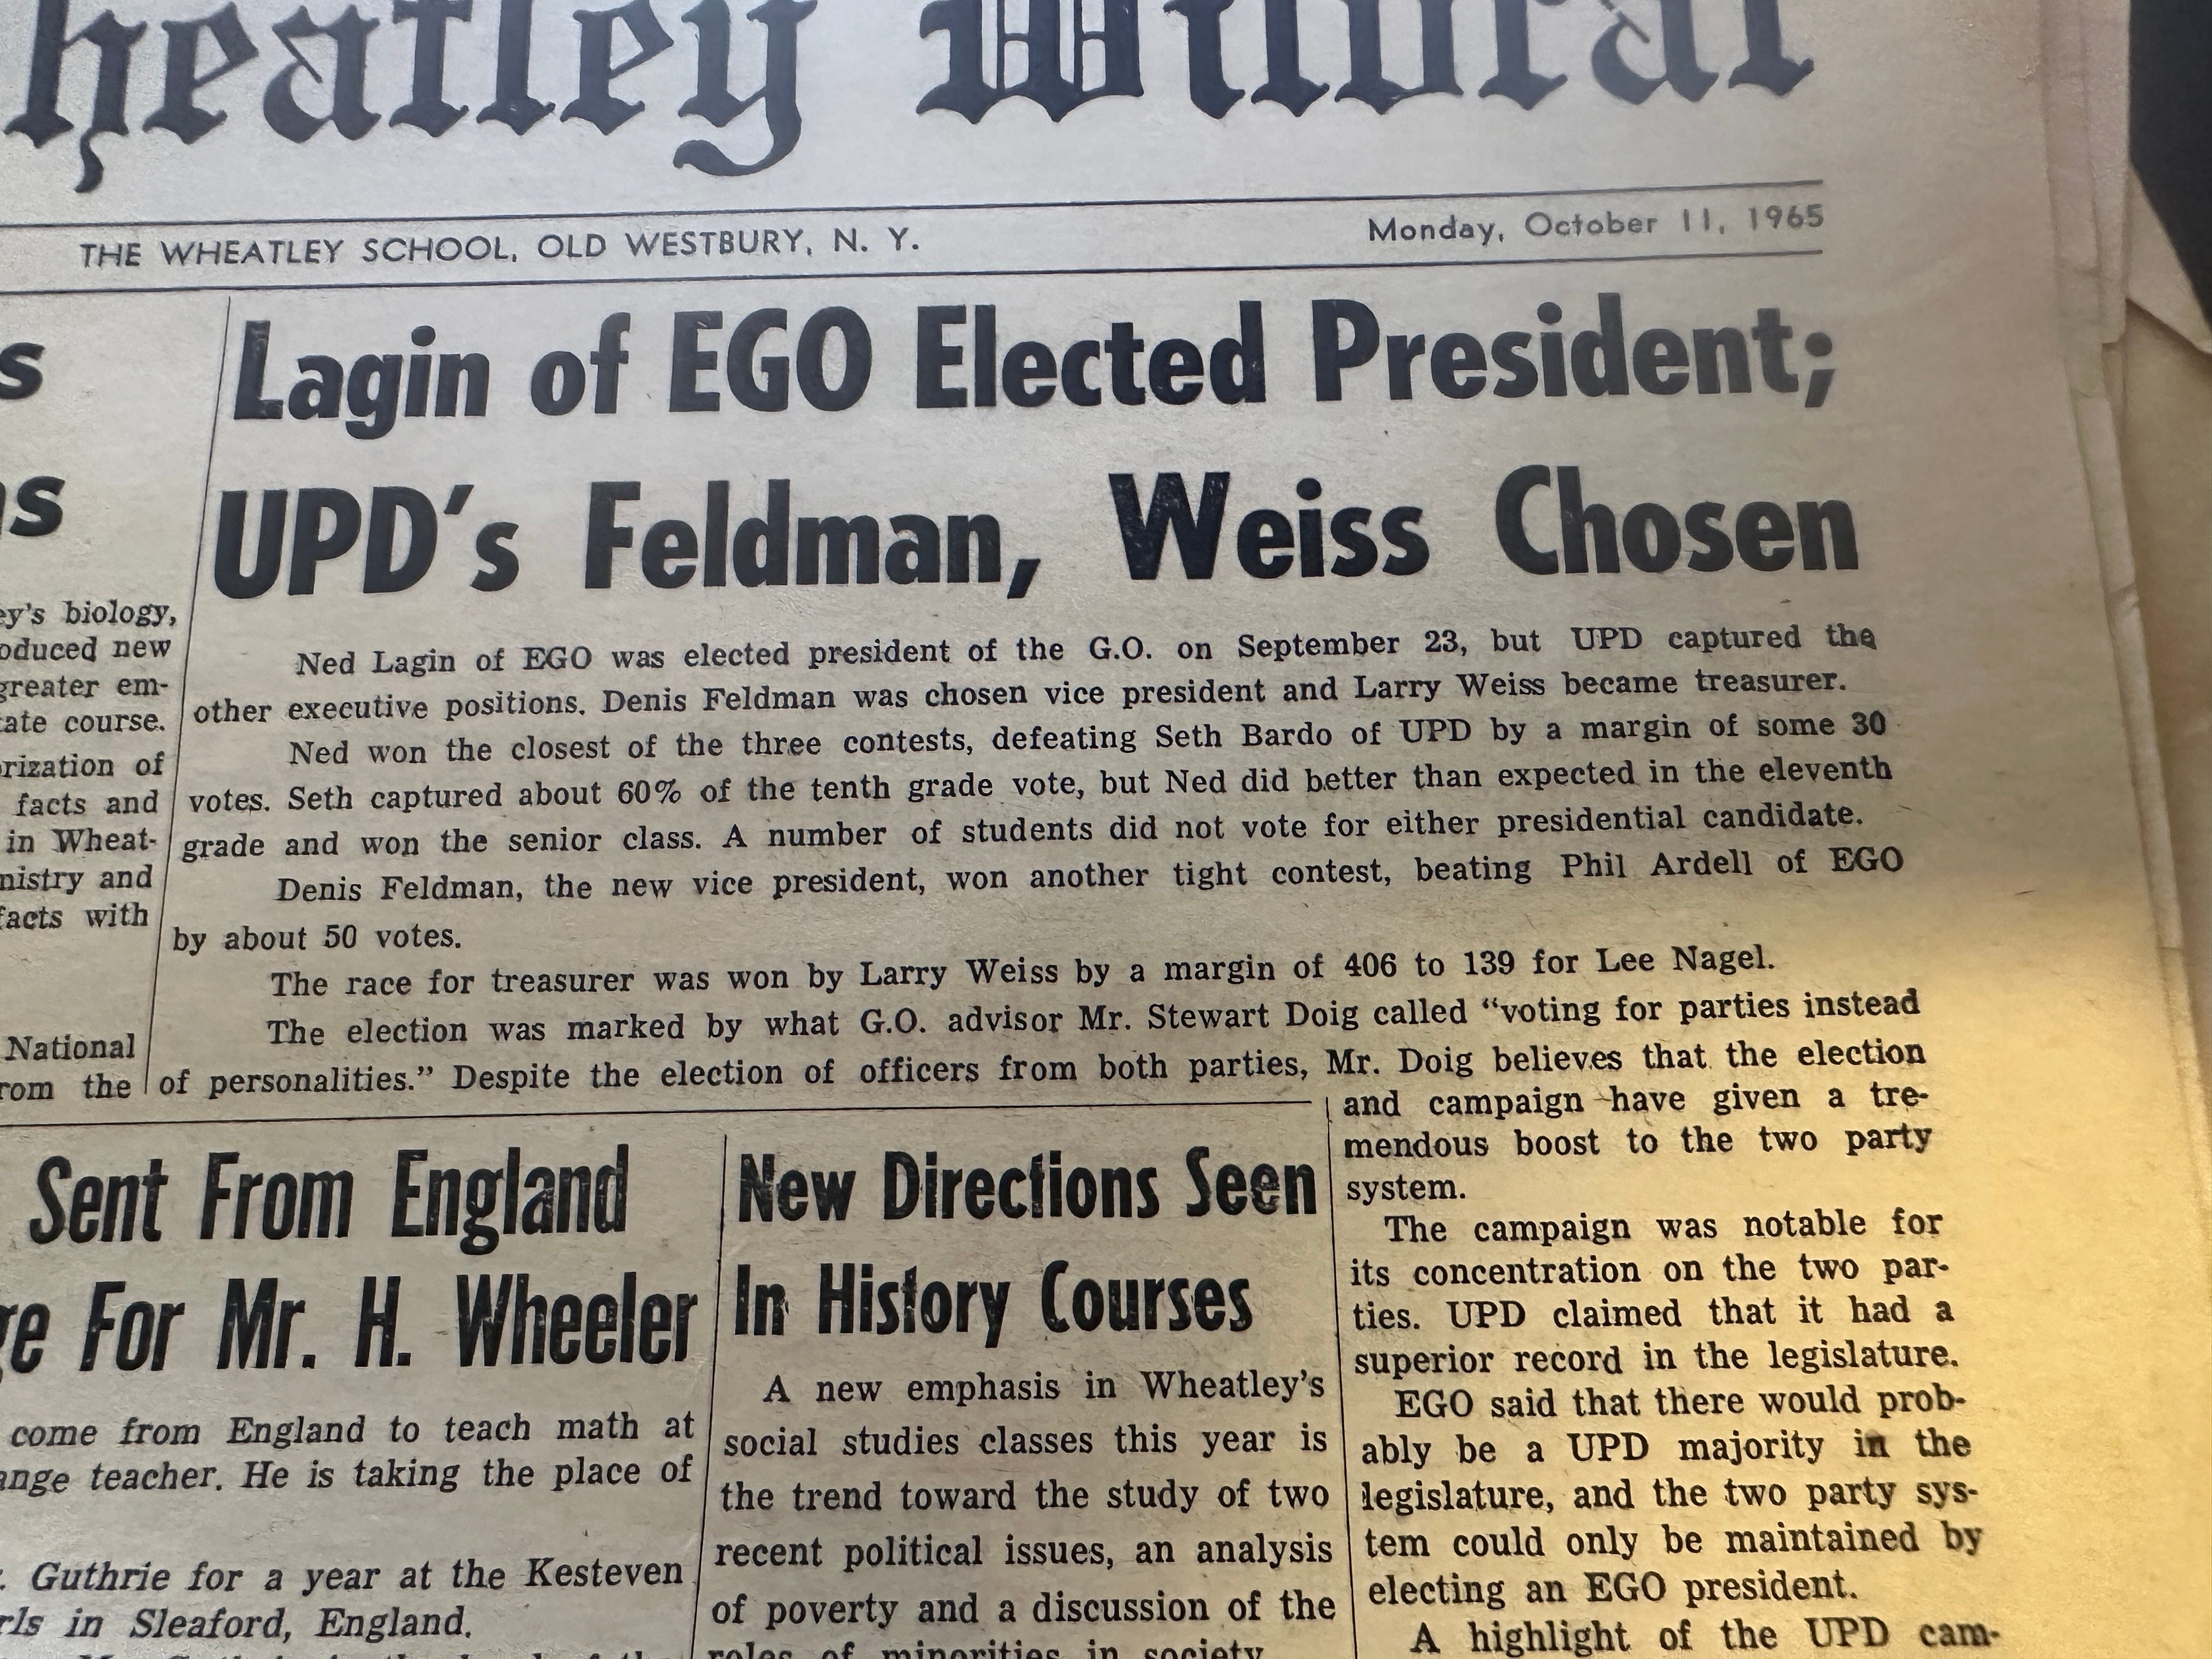 heatley Wildcat
THE WHEATLEY SCHOOL, OLD WESTBURY, N. Y.
Monday, October 11, 1965
s
ns
ey's biology,
oduced new
greater em-
ate course.
rization of
facts and
in Wheat-
mistry and
facts with
National
rom the
Lagin of EGO Elected President;
UPD's Feldman, Weiss Chosen
Ned Lagin of EGO was elected president of the G.O. on September 23, but UPD captured the
other executive positions. Denis Feldman was chosen vice president and Larry Weiss became treasurer.
Ned won the closest of the three contests, defeating Seth Bardo of UPD by a margin of some 30
votes. Seth captured about 60% of the tenth grade vote, but Ned did better than expected in the eleventh
grade and won the senior class. A number of students did not vote for either presidential candidate.
Denis Feldman, the new vice president, won another tight contest, beating Phil Ardell of EGO
by about 50 votes.
The race for treasurer was won by Larry Weiss by a margin of 406 to 139 for Lee Nagel.
The election was marked by what G.O. advisor Mr. Stewart Doig called "voting for parties instead
of personalities." Despite the election of officers from both parties, Mr. Doig believes that the election
and campaign have given a tre-
mendous boost to the two party
system.
The campaign was notable for
its concentration on the two par-
ties. UPD claimed that it had a
superior record in the legislature.
EGO said that there would prob-
ably be a UPD majority in the
legislature, and the two party sys-
tem could only be maintained by
electing an EGO president.
A highlight of the UPD cam-
Sent From England
ge For Mr. H. Wheeler
come from England to teach math at
ange teacher. He is taking the place of
. Guthrie for a year at the Kesteven
rls in Sleaford, England.
New Directions Seen
In History Courses
A new emphasis in Wheatley's
social studies classes this year is
the trend toward the study of two
recent political issues, an analysis
of poverty and a discussion of the
roles of minorities in society.